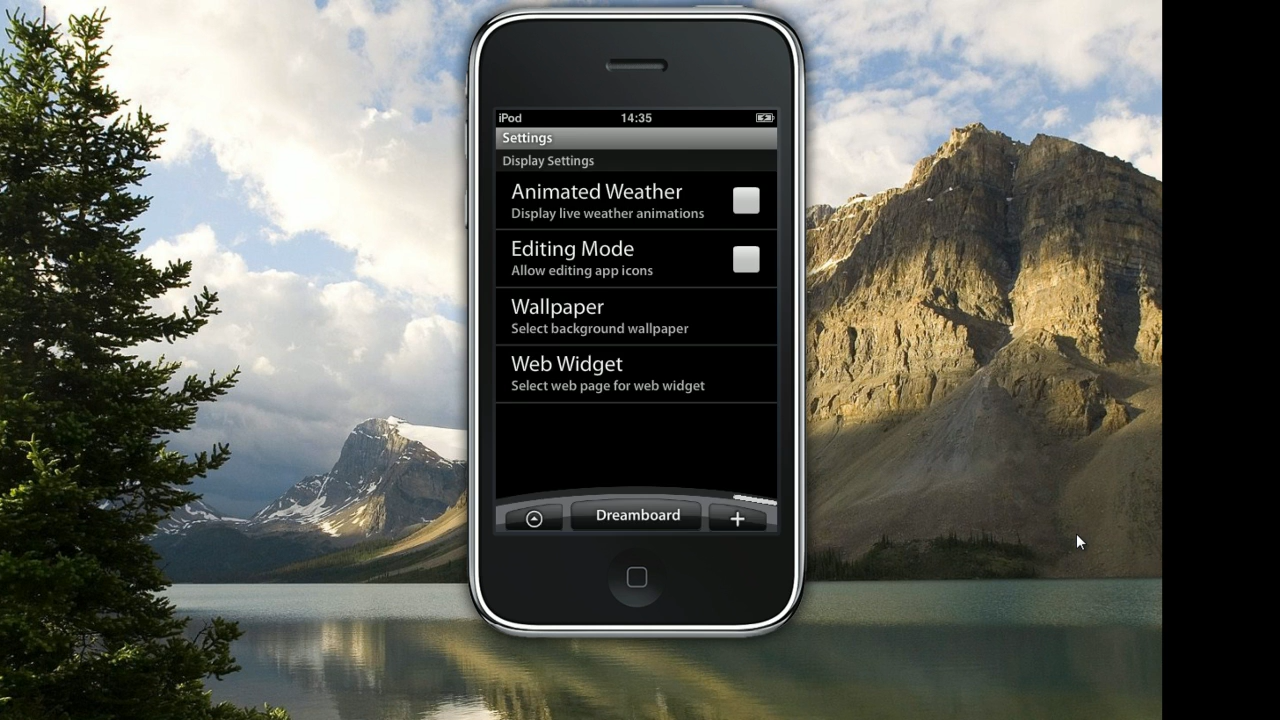 iPod 14:35
Settings
Display Settings
Animated Weather
Display live weather animations
Editing Mode
Allow editing app icons
Wallpaper
Select background wallpaper
Web Widget
Select web page for web widget
Dreamboard